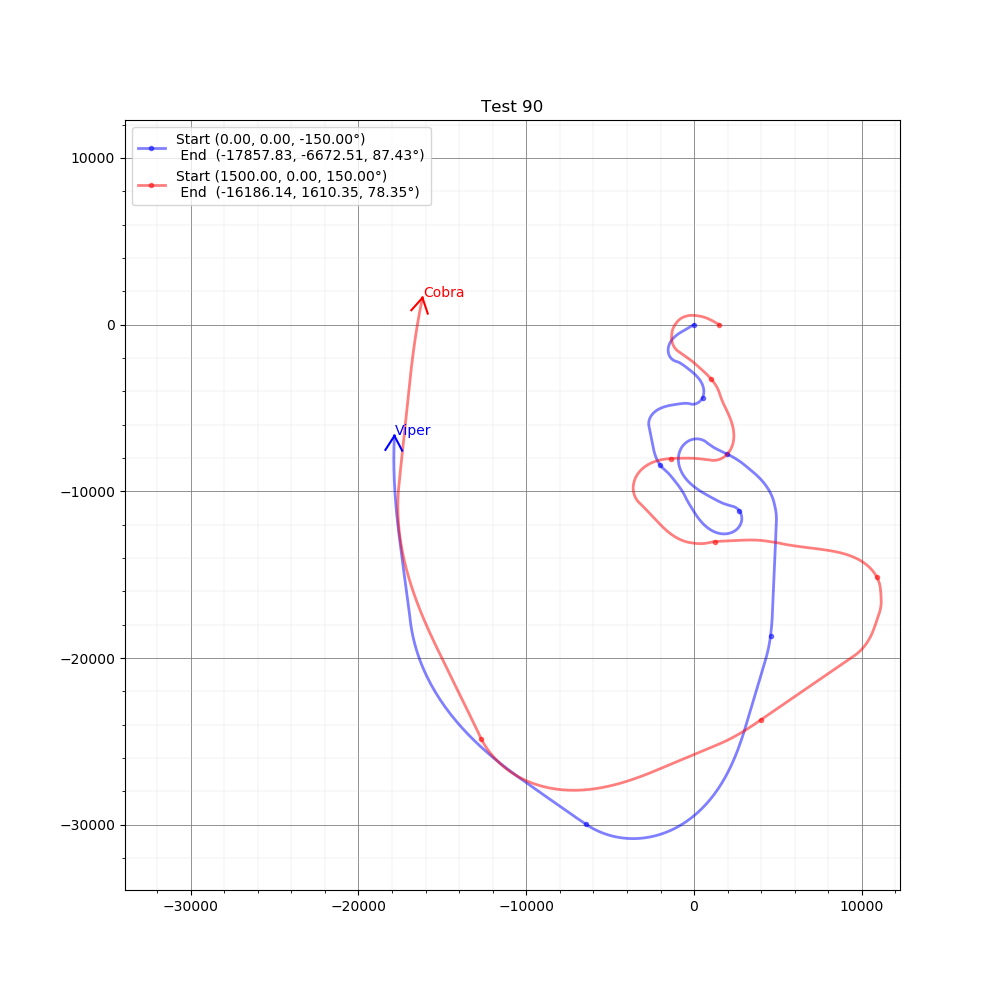 Test 90
Start (0.00, 0.00, -150.00°)
End  (-17857.83, -6672.51, 87.43°)
Start (1500.00, 0.00, 150.00°)
End  (-16186.14, 1610.35, 78.35°)
10000
0
−10000
−20000
−30000
Cobra
Viper
−30000
−20000
−10000
0
10000